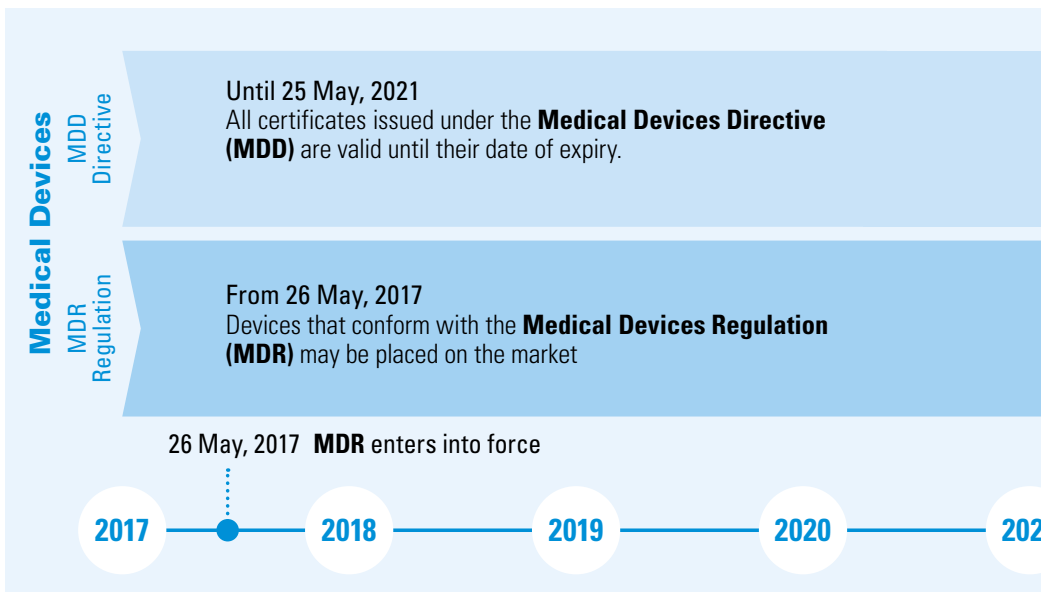 Medical Devices
MDD
Directive
Until 25 May, 2021
All certificates issued under the Medical Devices Directive
(MDD) are valid until their date of expiry.
MDR
Regulation
From 26 May, 2017
Devices that conform with the Medical Devices Regulation
(MDR) may be placed on the market
26 May, 2017 MDR enters into force
2017 2018 2019 2020 202